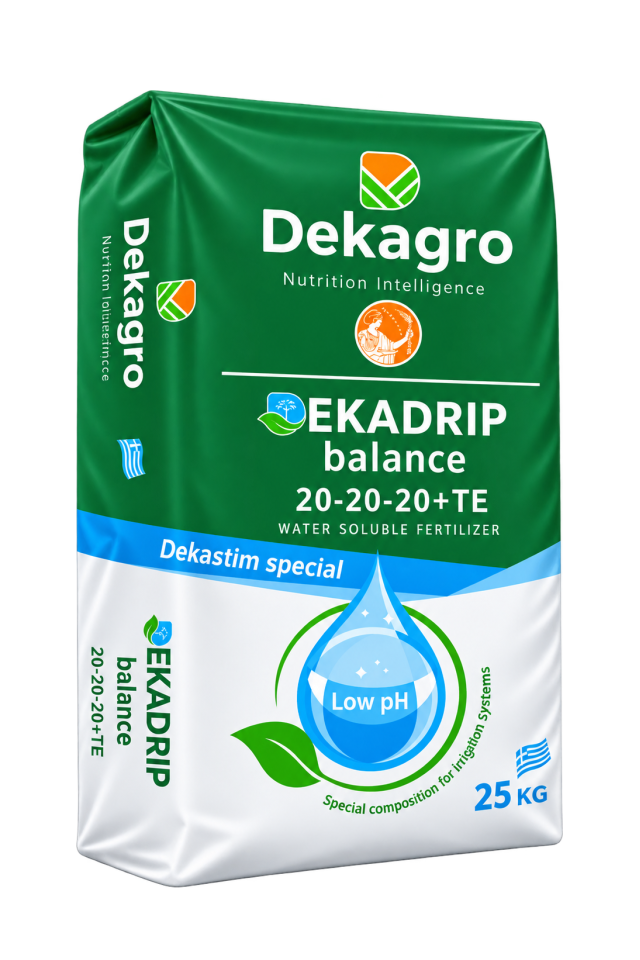 Dekagro
Nutrition Intelligence
EKADRIP
balance
20-20-20+TE
WATER SOLUBLE FERTILIZER
Dekastim special
Low pH
Special composition for irrigation systems
25 KG
Dekagro
EKADRIP
balance
20-20-20+TE